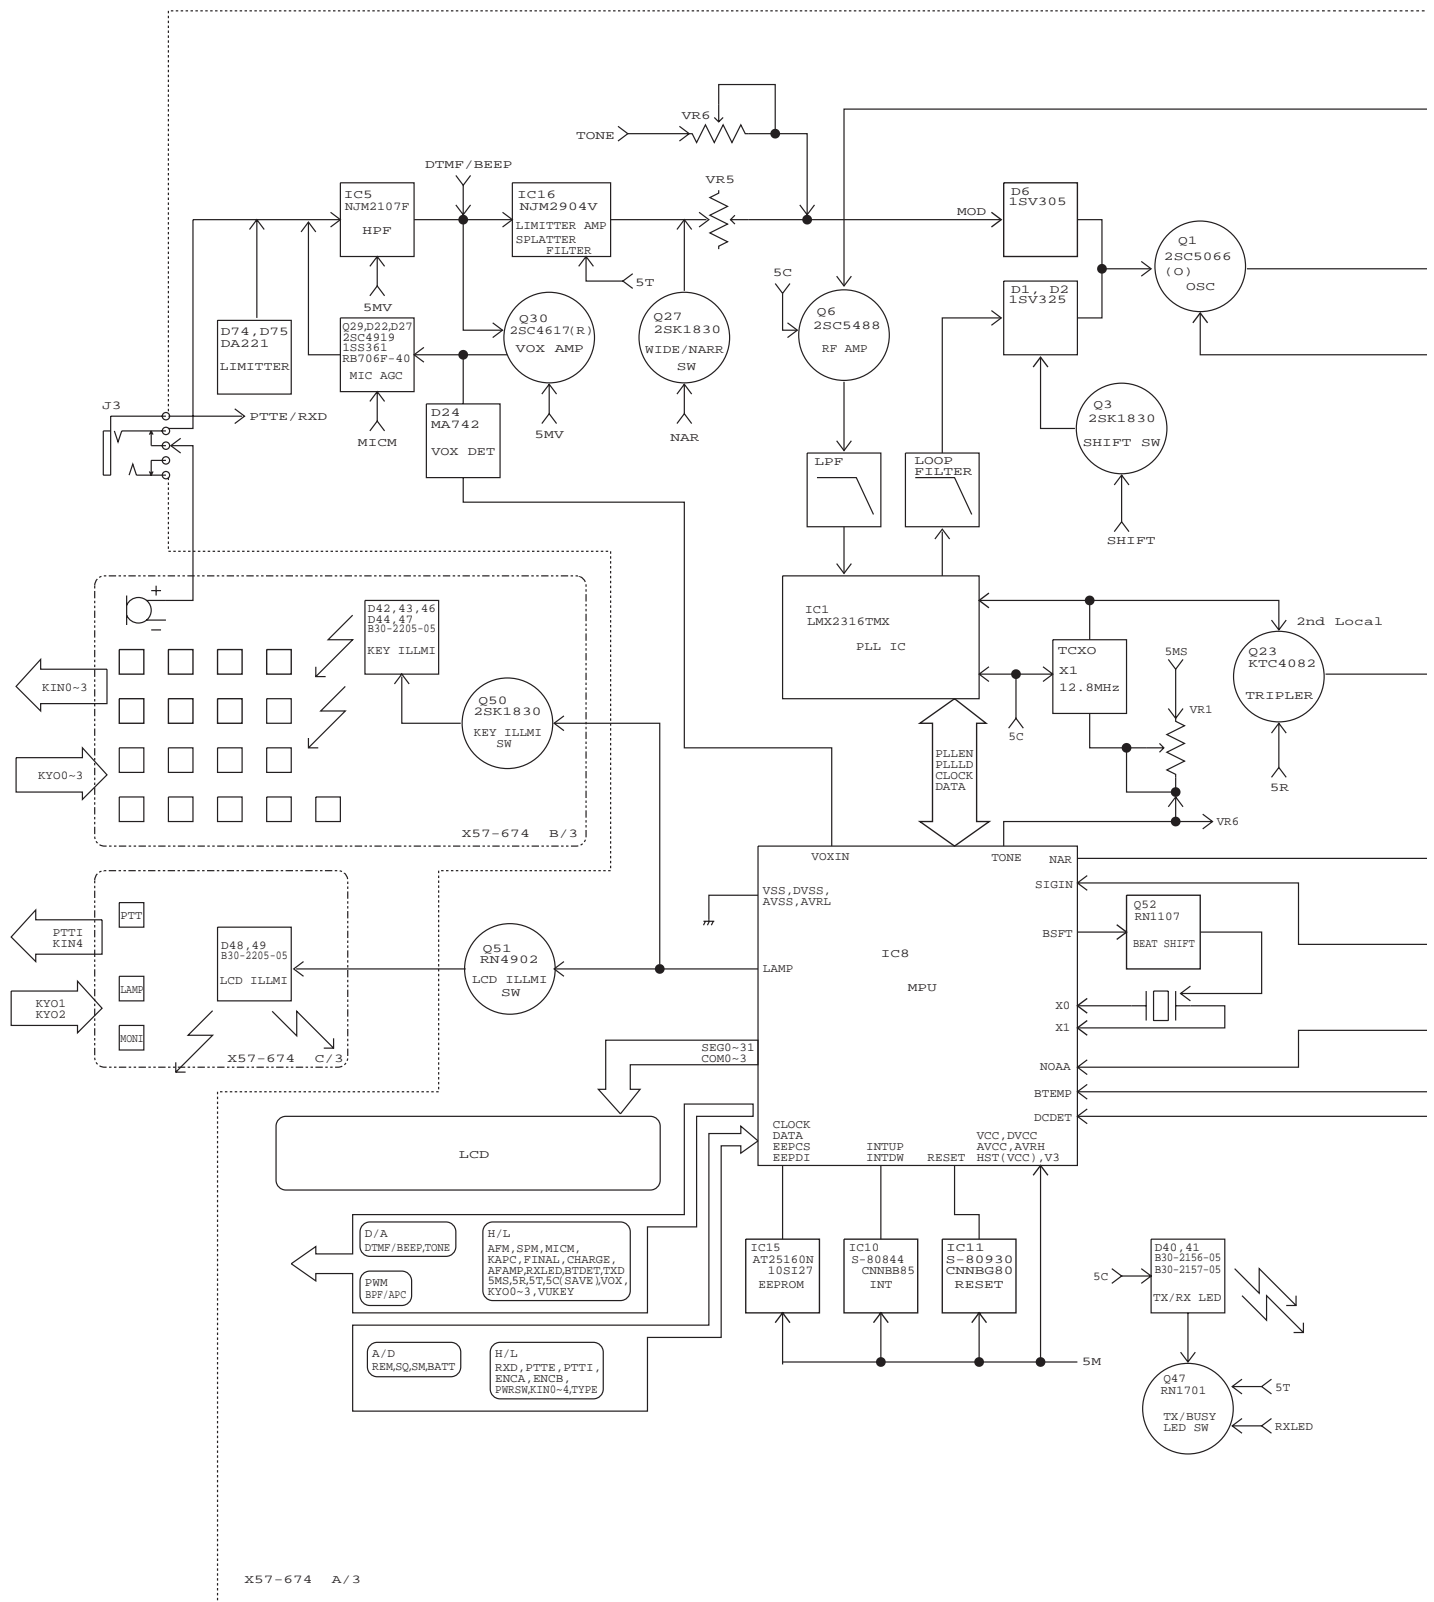 VR6
TONE
DTMF/BEEP
VR5
IC5
NJM2107F
HPF
IC16
NJM2904V
LIMITTER AMP
SPLATTER
FILTER
MOD
D6
1SV305
Q1
2SC5066
(O)
OSC
5T
5C
D1, D2
1SV325
5MV
D74,D75
DA221
LIMITTER
Q29,D22,D27
2SC4919
1SS361
RB706F-40
MIC AGC
Q30
2SC4617(R)
VOX AMP
Q27
2SK1830
WIDE/NARR
SW
Q6
2SC5488
RF AMP
Q3
2SK1830
SHIFT SW
J3
PTTE/RXD
MICM
D24
MA742
VOX DET
5MV
NAR
LPF
LOOP
FILTER
SHIFT
+
−
D42,43,46
D44,47
B30-2205-05
KEY ILLMI
IC1
LMX2316TMX
PLL IC
TCXO
X1
12.8MHz
5MS
2nd Local
Q23
KTC4082
TRIPLER
KIN0~3
Q50
2SK1830
KEY ILLMI
SW
VR1
5C
KYO0~3
PLLEN
PLLLD
CLOCK
DATA
5R
X57-674 B/3
VR6
VOXIN
TONE
NAR
SIGIN
VSS,DVSS,
AVSS,AVRL
PTT
PTTI
KIN4
D48,49
B30-2205-05
LCD ILLMI
Q51
RN4902
LCD ILLMI
SW
LAMP
IC8
MPU
BSFT
Q52
RN1107
BEAT SHIFT
LAMP
KYO1
KYO2
X0
X1
MONI
X57-674 C/3
SEG0~31
COM0~3
NOAA
BTEMP
DCDET
LCD
CLOCK
DATA
EEPCS
EEPDI
INTUP
INTDW
RESET
VCC,DVCC
AVCC,AVRH
HST(VCC),V3
D/A
DTMF/BEEP,TONE
PWM
BPF/APC
H/L
AFM,SPM,MICM,
KAPC,FINAL,CHARGE,
AFAMP,RXLED,BTDET,TXD
5MS,5R,5T,5C(SAVE),VOX,
KYO0~3,VUKEY
IC15
AT25160N
10SI27
EEPROM
IC10
S-80844
CNNBB85
INT
IC11
S-80930
CNNBG80
RESET
5C
D40,41
B30-2156-05
B30-2157-05
TX/RX LED
A/D
REM,SQ,SM,BATT
H/L
RXD,PTTE,PTTI,
ENCA,ENCB,
PWRSW,KIN0~4,TYPE
5M
Q47
RN1701
TX/BUSY
LED SW
5T
RXLED
X57-674 A/3